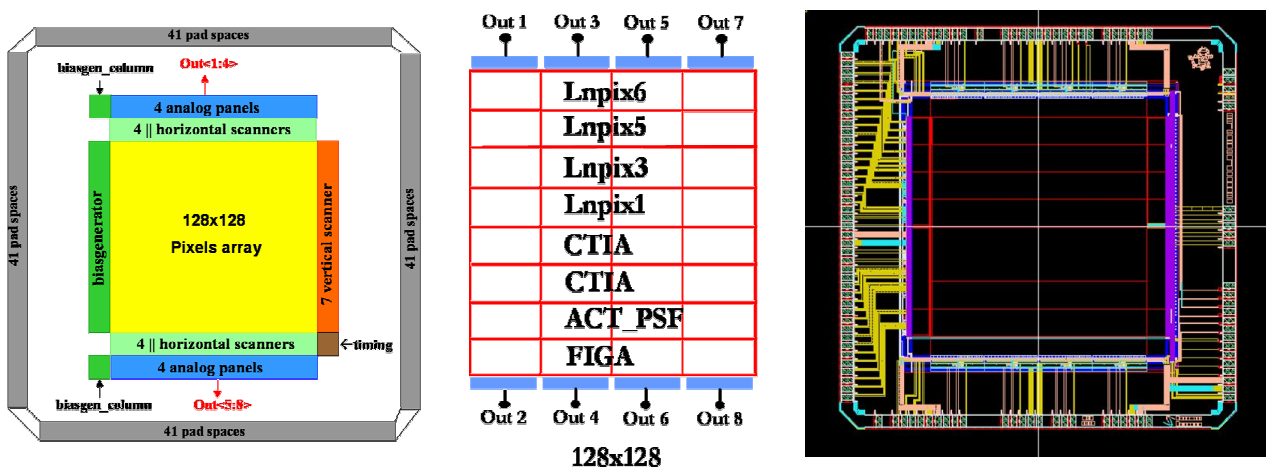 41 pad spaces
biasgen_column
Out<1:4>
4 analog panels
4 || horizontal scanners
41 pad spaces
biasgenerator
128x128
Pixels array
7 vertical scanner
41 pad spaces
4 || horizontal scanners
timing
4 analog panels
biasgen_column
Out<5:8>
41 pad spaces
Out 1 Out 3 Out 5 Out 7
Lnpix6
Lnpix5
Lnpix3
Lnpix1
CTIA
CTIA
ACT_PSF
FIGA
Out 2 Out 4 Out 6 Out 8
128x128